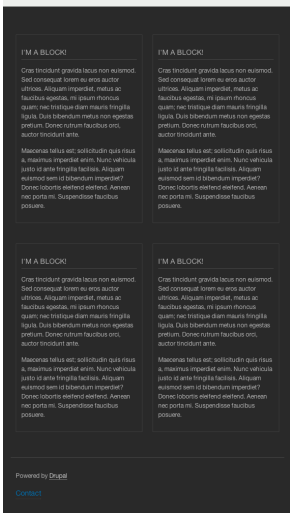 I'M A BLOCK!
Cras tincidunt gravida lacus non euismod.
Sed consequat lorem eu eros auctor
ultrices. Aliquam imperdiet, metus ac
faucibus egestas, mi ipsum rhoncus
quam; nec tristique diam mauris fringilla
ligula. Duis bibendum metus non egestas
pretium. Donec rutrum faucibus orci,
auctor tincidunt ante.
Maecenas tellus est; sollicitudin quis risus
a, maximus imperdiet enim. Nunc vehicula
justo id ante fringilla facilisis. Aliquam
euismod sem id bibendum imperdiet?
Donec lobortis eleifend eleifend. Aenean
nec porta mi. Suspendisse faucibus
posuere.
I'M A BLOCK!
Cras tincidunt gravida lacus non euismod.
Sed consequat lorem eu eros auctor
ultrices. Aliquam imperdiet, metus ac
faucibus egestas, mi ipsum rhoncus
quam; nec tristique diam mauris fringilla
ligula. Duis bibendum metus non egestas
pretium. Donec rutrum faucibus orci,
auctor tincidunt ante.
Maecenas tellus est; sollicitudin quis risus
a, maximus imperdiet enim. Nunc vehicula
justo id ante fringilla facilisis. Aliquam
euismod sem id bibendum imperdiet?
Donec lobortis eleifend eleifend. Aenean
nec porta mi. Suspendisse faucibus
posuere.
I'M A BLOCK!
Cras tincidunt gravida lacus non euismod.
Sed consequat lorem eu eros auctor
ultrices. Aliquam imperdiet, metus ac
faucibus egestas, mi ipsum rhoncus
quam; nec tristique diam mauris fringilla
ligula. Duis bibendum metus non egestas
pretium. Donec rutrum faucibus orci,
auctor tincidunt ante.
Maecenas tellus est; sollicitudin quis risus
a, maximus imperdiet enim. Nunc vehicula
justo id ante fringilla facilisis. Aliquam
euismod sem id bibendum imperdiet?
Donec lobortis eleifend eleifend. Aenean
nec porta mi. Suspendisse faucibus
posuere.
I'M A BLOCK!
Cras tincidunt gravida lacus non euismod.
Sed consequat lorem eu eros auctor
ultrices. Aliquam imperdiet, metus ac
faucibus egestas, mi ipsum rhoncus
quam; nec tristique diam mauris fringilla
ligula. Duis bibendum metus non egestas
pretium. Donec rutrum faucibus orci,
auctor tincidunt ante.
Maecenas tellus est; sollicitudin quis risus
a, maximus imperdiet enim. Nunc vehicula
justo id ante fringilla facilisis. Aliquam
euismod sem id bibendum imperdiet?
Donec lobortis eleifend eleifend. Aenean
nec porta mi. Suspendisse faucibus
posuere.
Powered by Drupal
Contact